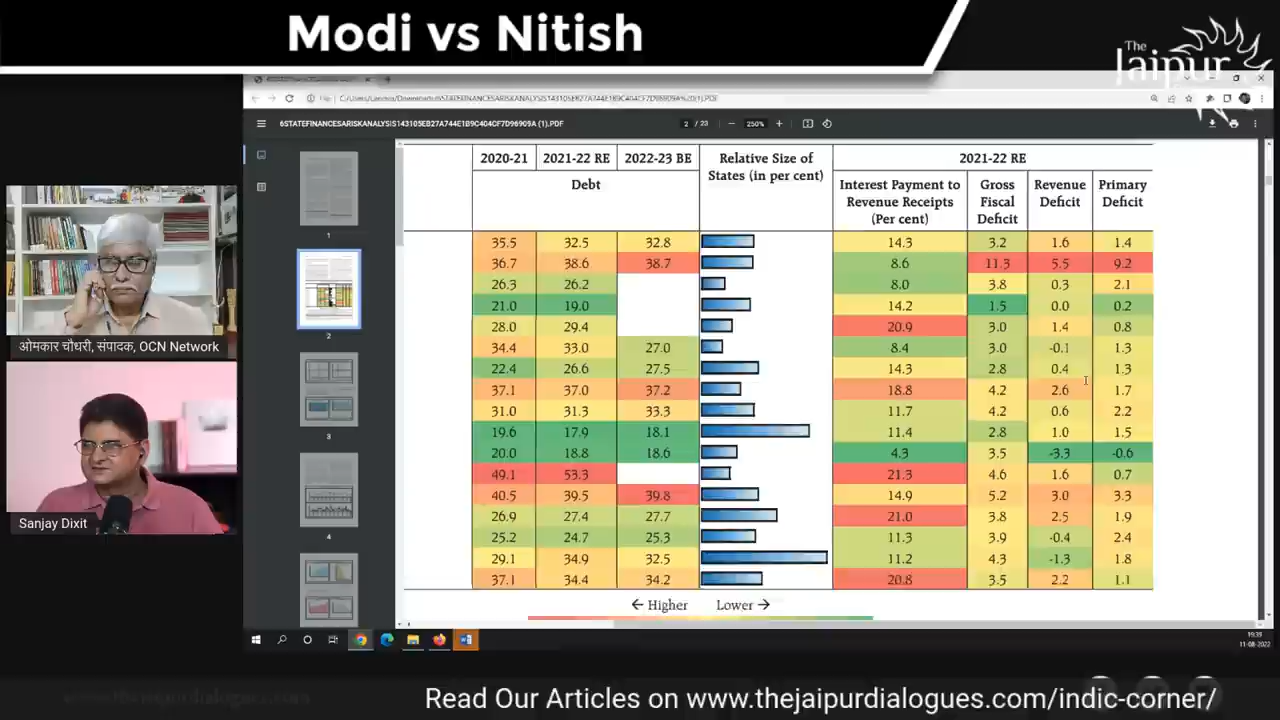 Modi vs Nitish
The
Jaipur
6STATEFINANCESARISKANALYSIS143105EB27A744E1B9C404CF7D96909A (1).PDF
2 / 23
250%
2020-21 2021-22 RE 2022-23 BE Relative Size of States (in per cent) 2021-22 RE
Debt Interest Payment to Revenue Receipts (Per cent) Gross Fiscal Deficit Revenue Deficit Primary Deficit
35.5 32.5 32.8 14.3 3.2 1.6 1.4
36.7 38.6 38.7 8.6 11.3 5.5 9.2
26.3 26.2 8.0 3.8 0.3 2.1
21.0 19.0 14.2 1.5 0.0 0.2
28.0 29.4 20.9 3.0 1.4 0.8
34.4 33.0 27.0 8.4 3.0 -0.1 1.3
22.4 26.6 27.5 14.3 2.8 0.4 1.3
37.1 37.0 37.2 18.8 4.2 2.6 1.7
31.0 31.3 33.3 11.7 4.2 0.6 2.2
19.6 17.9 18.1 11.4 2.8 1.0 1.5
20.0 18.8 18.6 4.3 3.5 -3.3 -0.6
49.1 53.3 21.3 4.6 1.6 0.7
40.5 39.5 39.8 14.9 5.2 3.0 3.3
26.9 27.4 27.7 21.0 3.8 2.5 1.9
25.2 24.7 25.3 11.3 3.9 -0.4 2.4
29.1 34.9 32.5 11.2 4.3 -1.3 1.8
37.1 34.4 34.2 20.8 3.5 2.2 1.1
← Higher Lower →
1
2
3
4
ओमकार चौधरी, संपादक, OCN Network
Sanjay Dixit
19:39
11-08-2022
Read Our Articles on www.thejaipurdialogues.com/indic-corner/